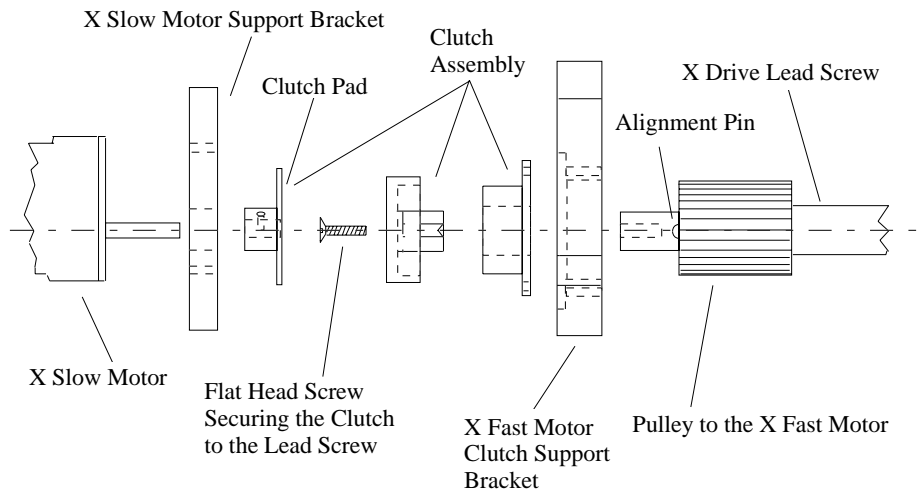 X Slow Motor Support Bracket
Clutch
Assembly
Clutch Pad
X Drive Lead Screw
Alignment Pin
X Slow Motor
Flat Head Screw
Securing the Clutch
to the Lead Screw
X Fast Motor
Clutch Support
Bracket
Pulley to the X Fast Motor